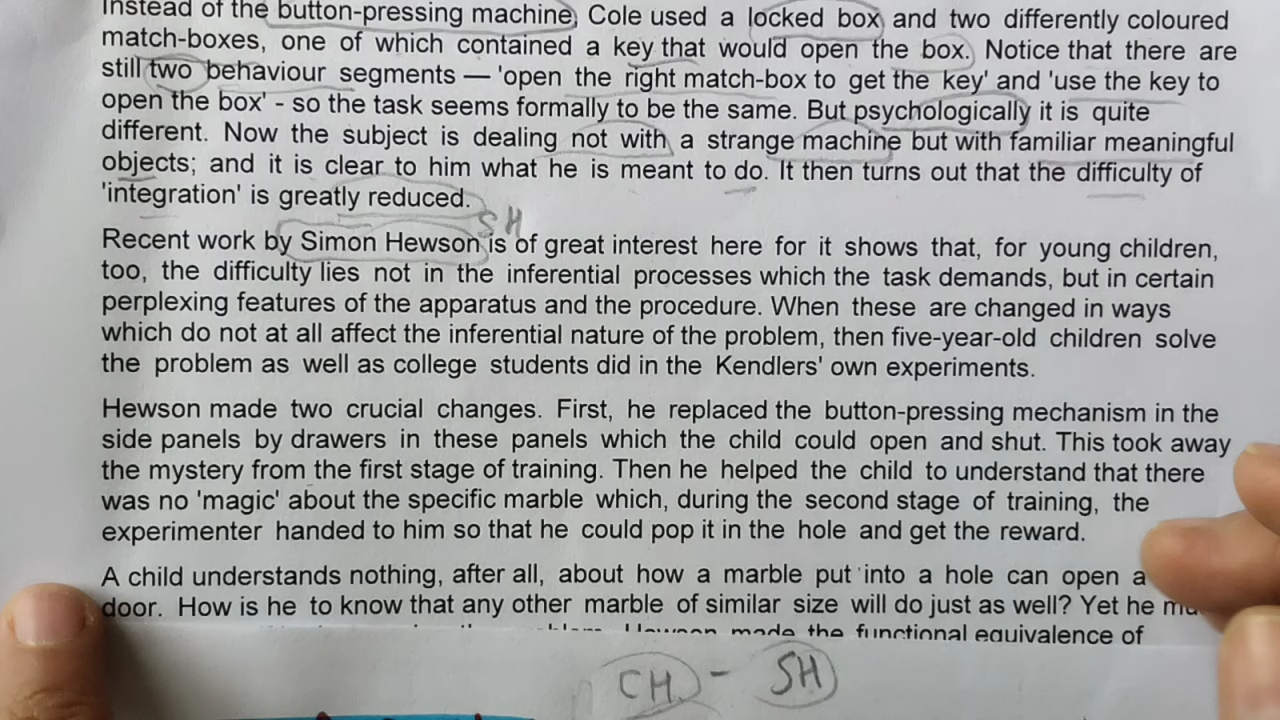 Instead of the button-pressing machine, Cole used a locked box and two differently coloured
match-boxes, one of which contained a key that would open the box. Notice that there are
still two behaviour segments — 'open the right match-box to get the key' and 'use the key to
open the box' - so the task seems formally to be the same. But psychologically it is quite
different. Now the subject is dealing not with a strange machine but with familiar meaningful
objects; and it is clear to him what he is meant to do. It then turns out that the difficulty of
'integration' is greatly reduced.
SH
Recent work by Simon Hewson is of great interest here for it shows that, for young children,
too, the difficulty lies not in the inferential processes which the task demands, but in certain
perplexing features of the apparatus and the procedure. When these are changed in ways
which do not at all affect the inferential nature of the problem, then five-year-old children solve
the problem as well as college students did in the Kendlers' own experiments.
Hewson made two crucial changes. First, he replaced the button-pressing mechanism in the
side panels by drawers in these panels which the child could open and shut. This took away
the mystery from the first stage of training. Then he helped the child to understand that there
was no 'magic' about the specific marble which, during the second stage of training, the
experimenter handed to him so that he could pop it in the hole and get the reward.
A child understands nothing, after all, about how a marble put into a hole can open a
door. How is he to know that any other marble of similar size will do just as well? Yet he
Hewson made the functional equivalence of
CH - SH